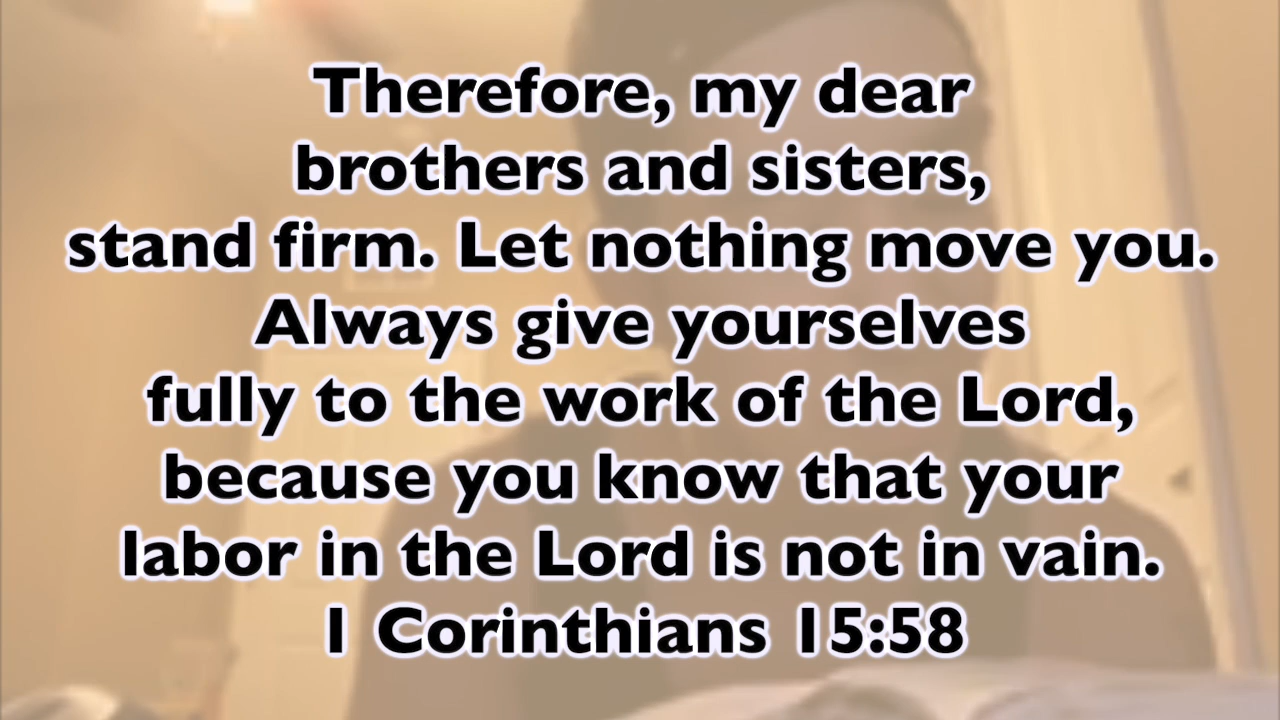 Therefore, my dear
brothers and sisters,
stand firm. Let nothing move you.
Always give yourselves
fully to the work of the Lord,
because you know that your
labor in the Lord is not in vain.
1 Corinthians 15:58